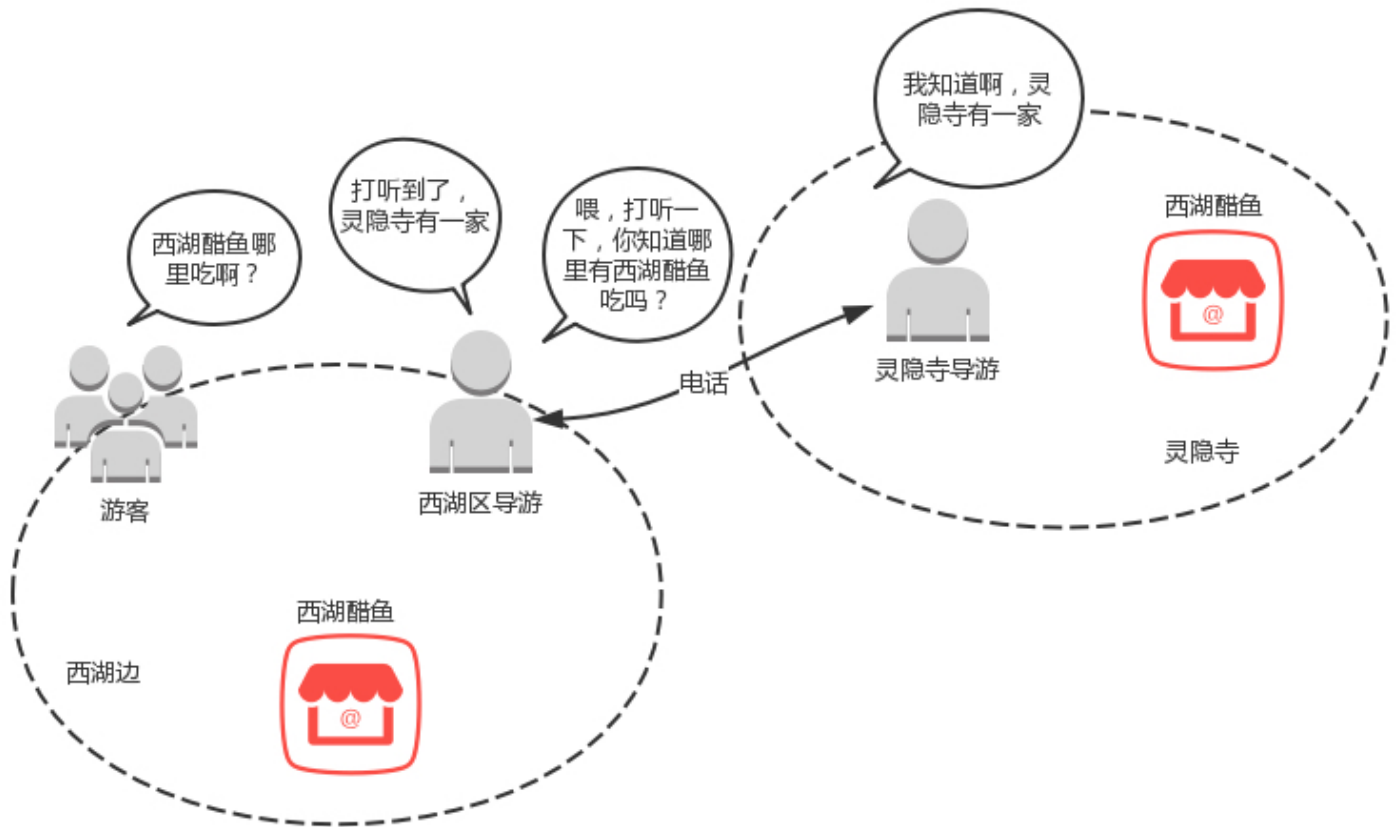 我知道啊，灵
隐寺有一家
打听到了，
灵隐寺有一家
喂，打听一
下，你知道哪
里有西湖醋鱼
吃吗？
西湖醋鱼哪
里吃啊？
西湖醋鱼
@
电话
灵隐寺导游
灵隐寺
游客
西湖区导游
西湖醋鱼
西湖边
@